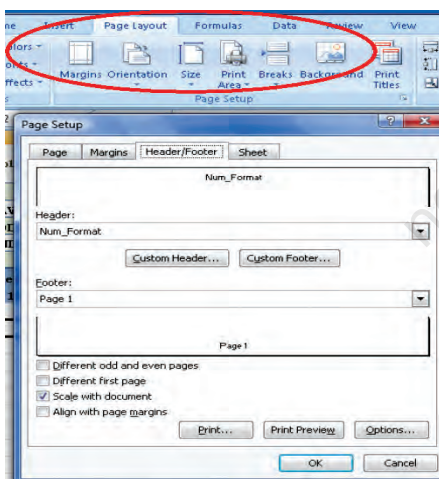 Insert Page Layout Formulas Data Review View
Margins Orientation Size Print Area Breaks Background Print Titles
Page Setup
Page Setup
Page Margins Header/Footer Sheet
Num_Format
Header:
Num_Format
Custom Header... Custom Footer...
Footer:
Page 1
Page 1
Different odd and even pages
Different first page
Scale with document
Align with page margins
Print... Print Preview Options...
OK Cancel